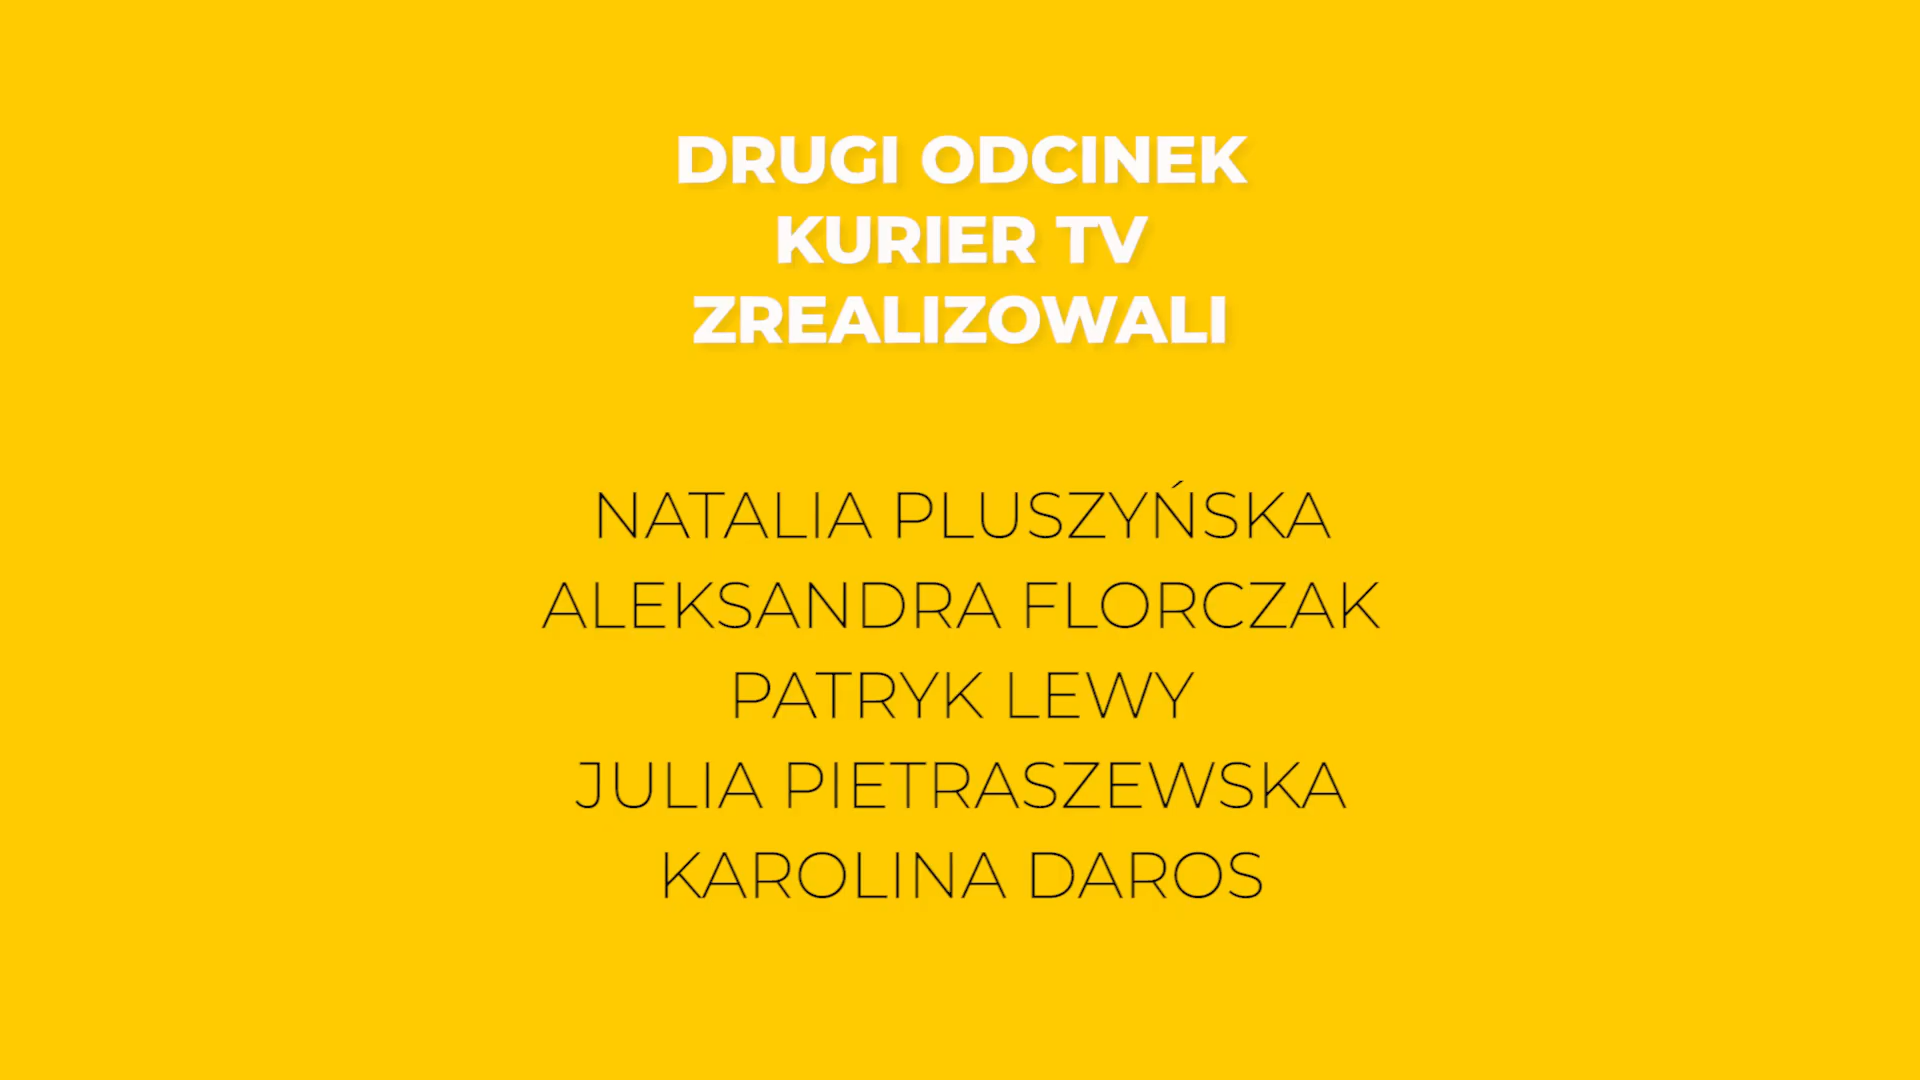 DRUGI ODCINEK
KURIER TV
ZREALIZOWALI
NATALIA PLUSZYŃSKA
ALEKSANDRA FLORCZAK
PATRYK LEWY
JULIA PIETRASZEWSKA
KAROLINA DAROS